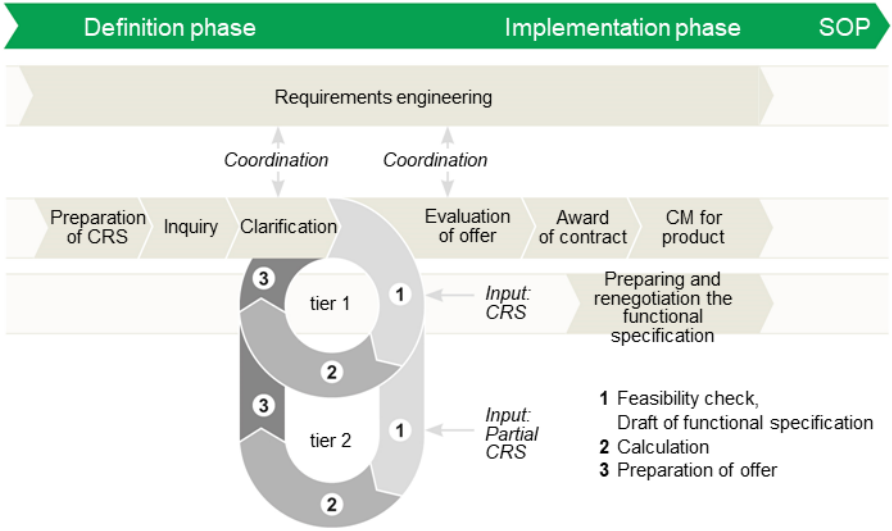 Definition phase
Implementation phase
SOP
Requirements engineering
Coordination
Coordination
Preparation
of CRS
Inquiry
Clarification
Evaluation
of offer
Award
of contract
CM for
product
3
tier 1
1
Input:
CRS
Preparing and
renegotiation the
functional
specification
2
3
tier 2
1
Input:
Partial
CRS
2
1 Feasibility check,
Draft of functional specification
2 Calculation
3 Preparation of offer